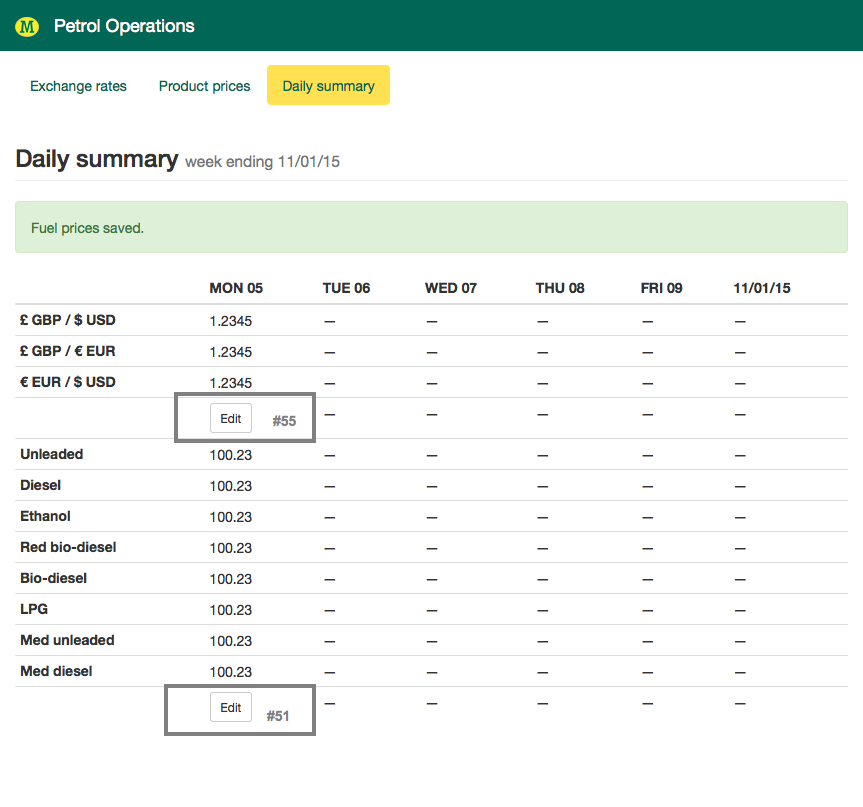 M Petrol Operations
Exchange rates Product prices Daily summary
Daily summary week ending 11/01/15
Fuel prices saved.
MON 05 TUE 06 WED 07 THU 08 FRI 09 11/01/15
£ GBP / $ USD 1.2345 — — — — —
£ GBP / € EUR 1.2345 — — — — —
€ EUR / $ USD 1.2345 — — — — —
Edit #55 — — — — —
Unleaded 100.23 — — — — —
Diesel 100.23 — — — — —
Ethanol 100.23 — — — — —
Red bio-diesel 100.23 — — — — —
Bio-diesel 100.23 — — — — —
LPG 100.23 — — — — —
Med unleaded 100.23 — — — — —
Med diesel 100.23 — — — — —
Edit #51 — — — — —